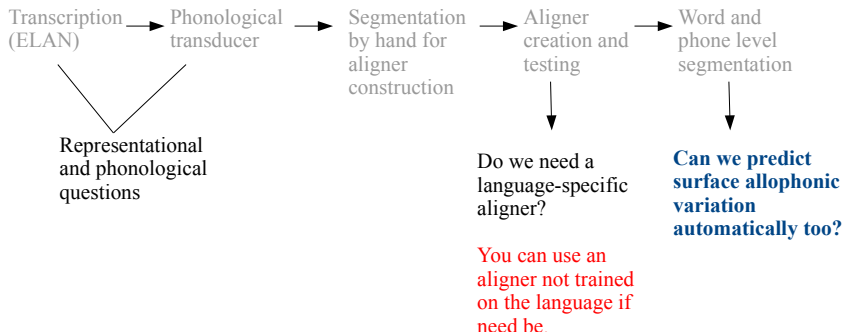 Transcription
(ELAN)
Phonological
transducer
Segmentation
by hand for
aligner
construction
Aligner
creation and
testing
Word and
phone level
segmentation
Representational
and phonological
questions
Do we need a
language-specific
aligner?
You can use an
aligner not trained
on the language if
need be.
Can we predict
surface allophonic
variation
automatically too?